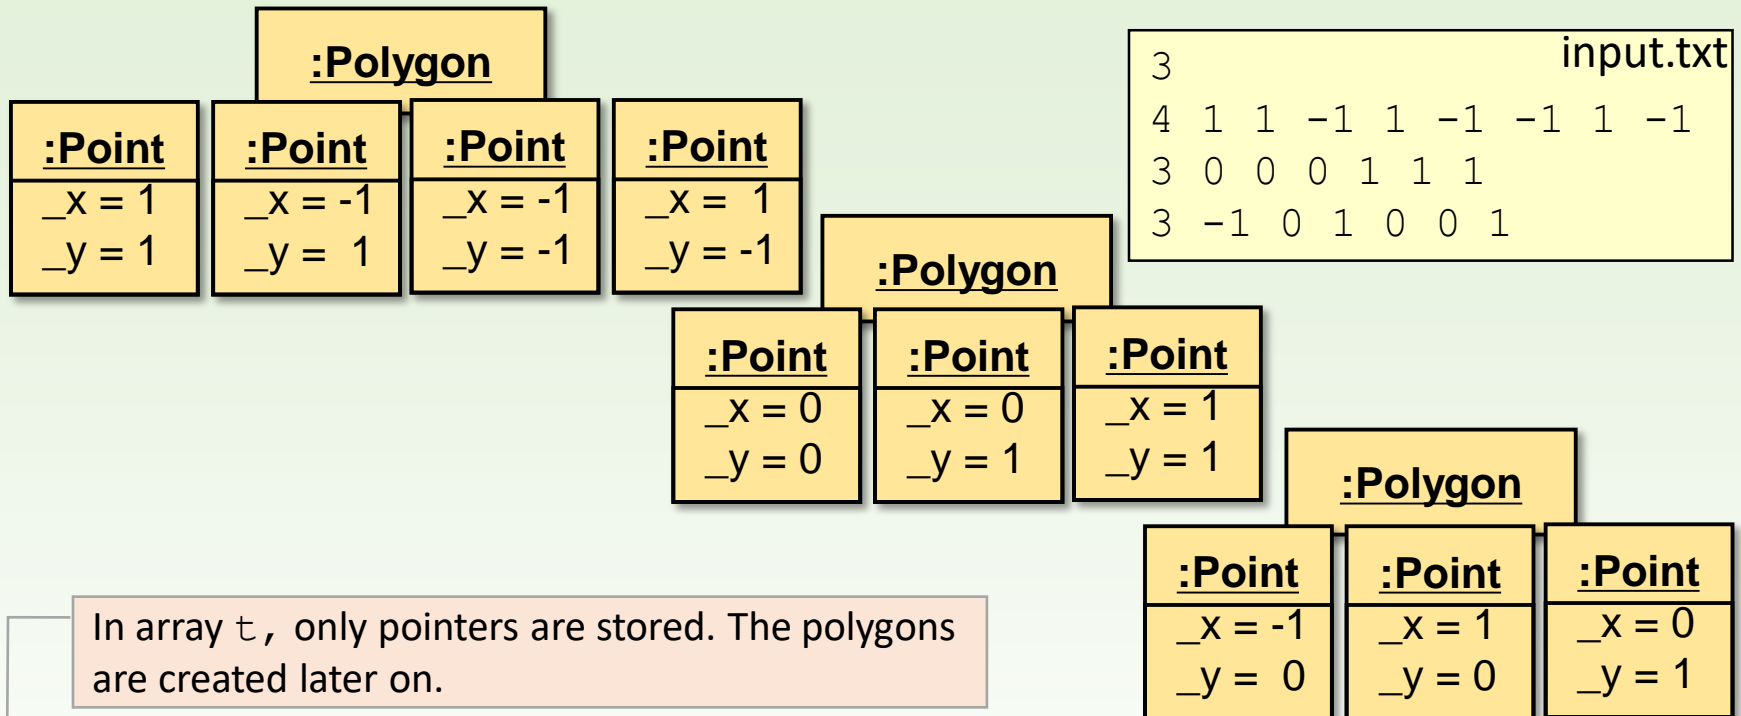 :Polygon
:Point
_x = 1
_y = 1
:Point
_x = -1
_y = 1
:Point
_x = -1
_y = -1
:Point
_x = 1
_y = -1
input.txt
3
4 1 1 -1 1 -1 -1 1 -1
3 0 0 0 1 1 1
3 -1 0 1 0 0 1
:Polygon
:Point
_x = 0
_y = 0
:Point
_x = 0
_y = 1
:Point
_x = 1
_y = 1
:Polygon
:Point
_x = -1
_y = 0
:Point
_x = 1
_y = 0
:Point
_x = 0
_y = 1
In array t, only pointers are stored. The polygons
are created later on.